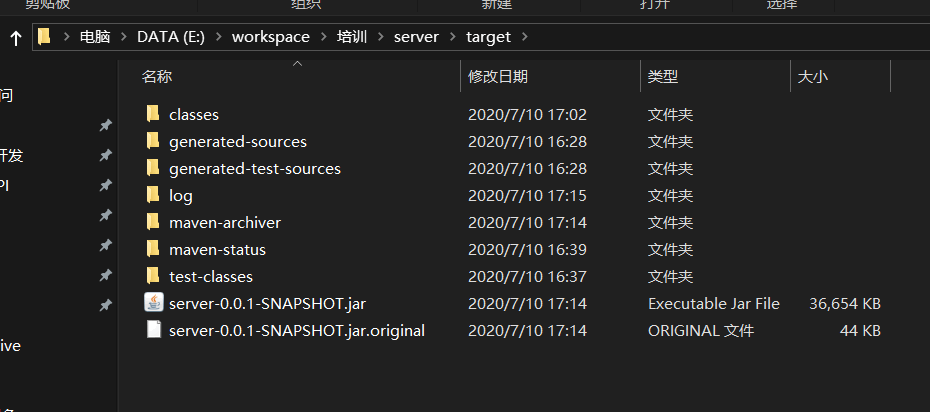 剪贴板 组织 新建 打开 选择
电脑 DATA (E:) workspace 培训 server target
名称 修改日期 类型 大小
问
classes 2020/7/10 17:02 文件夹
generated-sources 2020/7/10 16:28 文件夹
开发
generated-test-sources 2020/7/10 16:28 文件夹
PI
log 2020/7/10 17:15 文件夹
maven-archiver 2020/7/10 17:14 文件夹
maven-status 2020/7/10 16:39 文件夹
test-classes 2020/7/10 16:37 文件夹
server-0.0.1-SNAPSHOT.jar 2020/7/10 17:14 Executable Jar File 36,654 KB
server-0.0.1-SNAPSHOT.jar.original 2020/7/10 17:14 ORIGINAL 文件 44 KB
ive